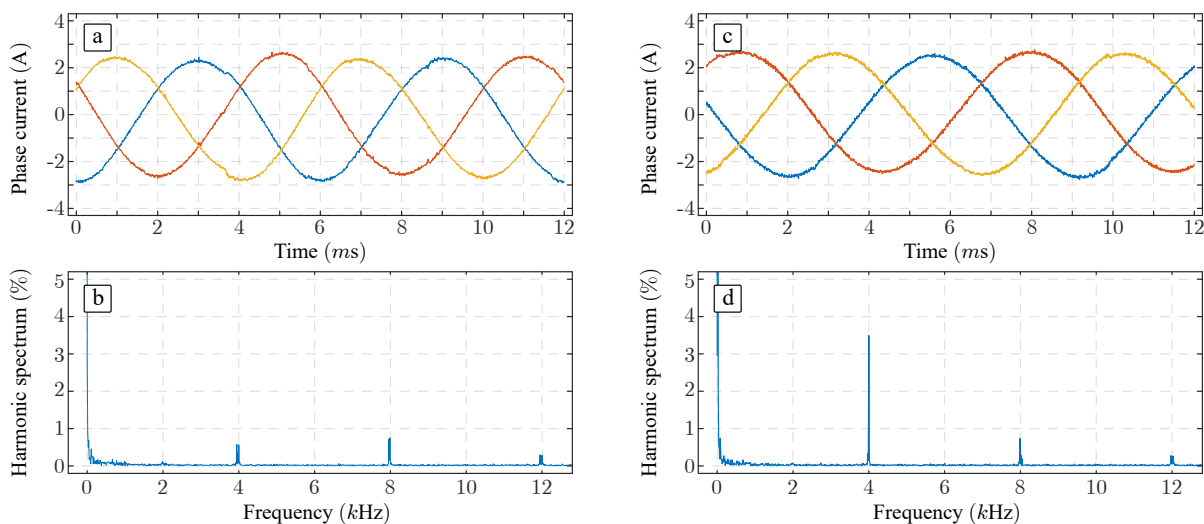 a
Phase current (A)
4
2
0
-2
-4
0 2 4 6 8 10 12
Time (ms)
c
Phase current (A)
4
2
0
-2
-4
0 2 4 6 8 10 12
Time (ms)
b
Harmonic spectrum (%)
5
4
3
2
1
0
0 2 4 6 8 10 12
Frequency (kHz)
d
Harmonic spectrum (%)
5
4
3
2
1
0
0 2 4 6 8 10 12
Frequency (kHz)